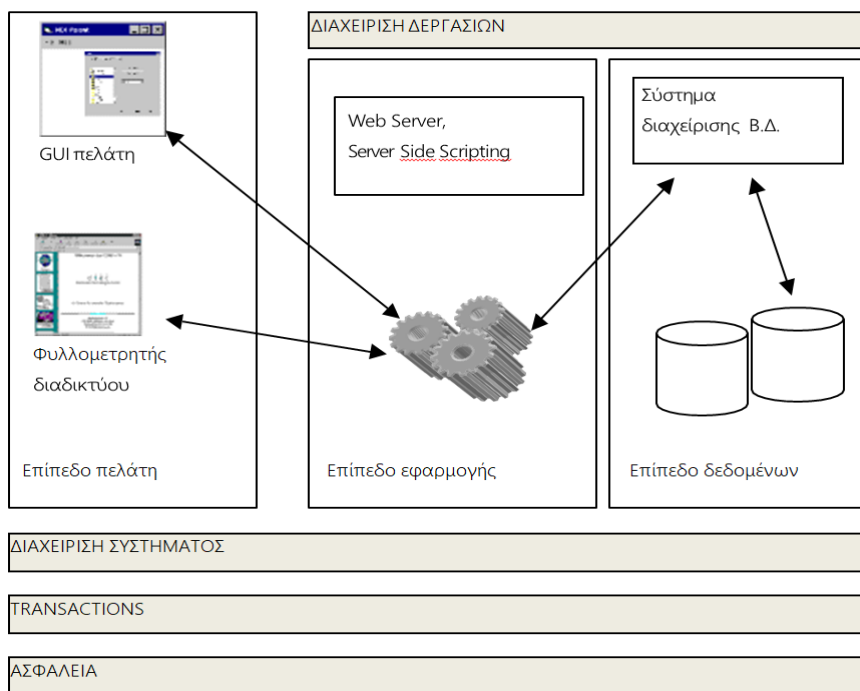 ΔΙΑΧΕΙΡΙΣΗ ΔΕΡΓΑΣΙΩΝ
GUI πελάτη
Φυλλομετρητής
διαδικτύου
Επίπεδο πελάτη
Web Server,
Server Side Scripting
Επίπεδο εφαρμογής
Σύστημα
διαχείρισης Β.Δ.
Επίπεδο δεδομένων
ΔΙΑΧΕΙΡΙΣΗ ΣΥΣΤΗΜΑΤΟΣ
TRANSACTIONS
ΑΣΦΑΛΕΙΑ